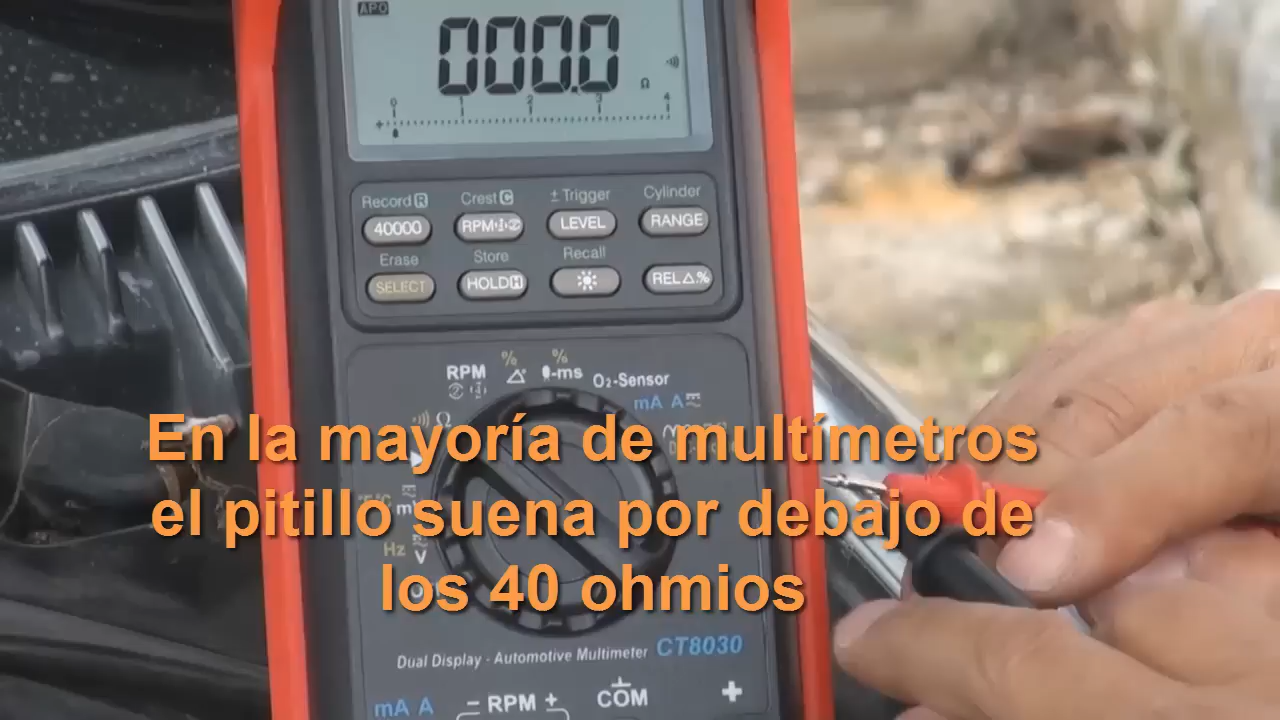 APO
000.0
Ω
0 1 2 3 4
Record R Crest C ± Trigger Cylinder
40000 RPM LEVEL RANGE
Erase Store Recall
SELECT HOLD H REL△%
RPM % % -ms O2-Sensor
Ω mA A
En la mayoría de multímetros
el pitillo suena por debajo de
Hz
los 40 ohmios
Dual Display - Automotive Multimeter CT8030
mA A − RPM + COM +